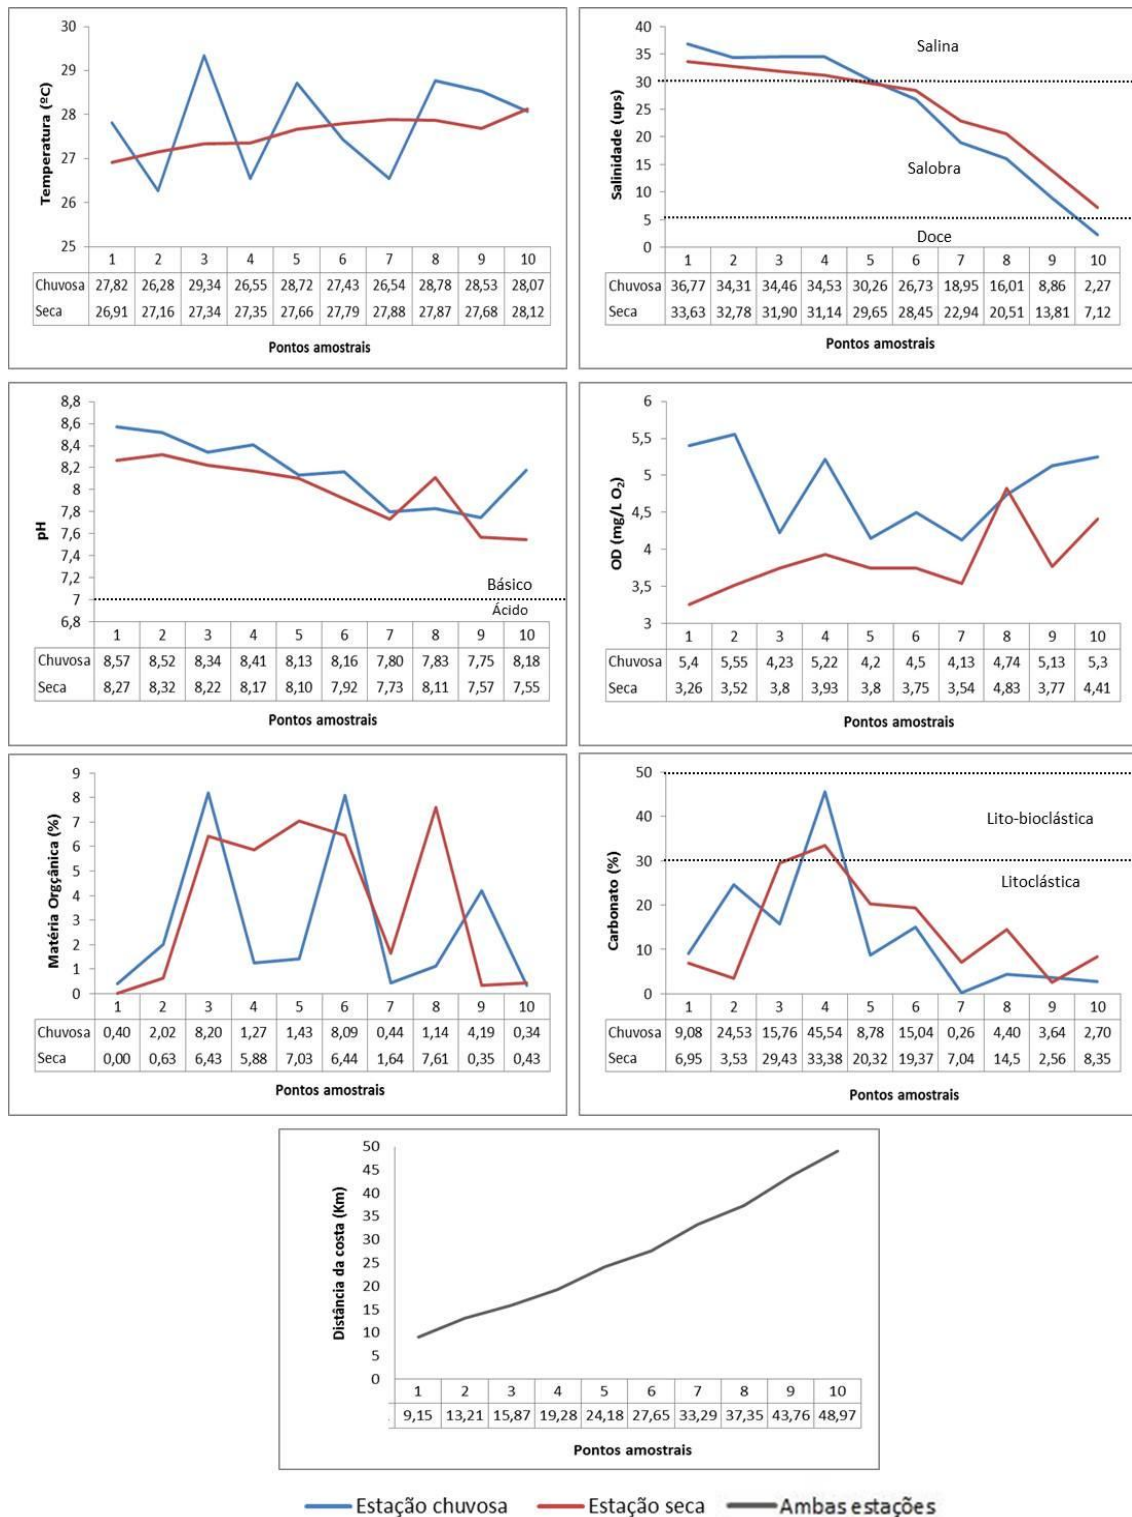 30
29
28
27
26
25
Temperatura (ºC)
1 2 3 4 5 6 7 8 9 10
Chuvosa 27,82 26,28 29,34 26,55 28,72 27,43 26,54 28,78 28,53 28,07
Seca 26,91 27,16 27,34 27,35 27,66 27,79 27,88 27,87 27,68 28,12
Pontos amostrais
40
35
30
25
20
15
10
5
0
Salinidade (ups)
Salina
Salobra
Doce
1 2 3 4 5 6 7 8 9 10
Chuvosa 36,77 34,31 34,46 34,53 30,26 26,73 18,95 16,01 8,86 2,27
Seca 33,63 32,78 31,90 31,14 29,65 28,45 22,94 20,51 13,81 7,12
Pontos amostrais
8,8
8,6
8,4
8,2
8
7,8
7,6
7,4
7,2
7
6,8
pH
Básico
Ácido
1 2 3 4 5 6 7 8 9 10
Chuvosa 8,57 8,52 8,34 8,41 8,13 8,16 7,80 7,83 7,75 8,18
Seca 8,27 8,32 8,22 8,17 8,10 7,92 7,73 8,11 7,57 7,55
Pontos amostrais
6
5,5
5
4,5
4
3,5
3
OD (mg/L O₂)
1 2 3 4 5 6 7 8 9 10
Chuvosa 5,4 5,55 4,23 5,22 4,2 4,5 4,13 4,74 5,13 5,3
Seca 3,26 3,52 3,8 3,93 3,8 3,75 3,54 4,83 3,77 4,41
Pontos amostrais
9
8
7
6
5
4
3
2
1
0
Matéria Orgçânica (%)
1 2 3 4 5 6 7 8 9 10
Chuvosa 0,40 2,02 8,20 1,27 1,43 8,09 0,44 1,14 4,19 0,34
Seca 0,00 0,63 6,43 5,88 7,03 6,44 1,64 7,61 0,35 0,43
Pontos amostrais
50
40
30
20
10
0
Carbonato (%)
Lito-bioclástica
Litoclástica
1 2 3 4 5 6 7 8 9 10
Chuvosa 9,08 24,53 15,76 45,54 8,78 15,04 0,26 4,40 3,64 2,70
Seca 6,95 3,53 29,43 33,38 20,32 19,37 7,04 14,5 2,56 8,35
Pontos amostrais
50
45
40
35
30
25
20
15
10
5
0
Distância da costa (Km)
1 2 3 4 5 6 7 8 9 10
9,15 13,21 15,87 19,28 24,18 27,65 33,29 37,35 43,76 48,97
Pontos amostrais
Estação chuvosa Estação seca Ambas estações